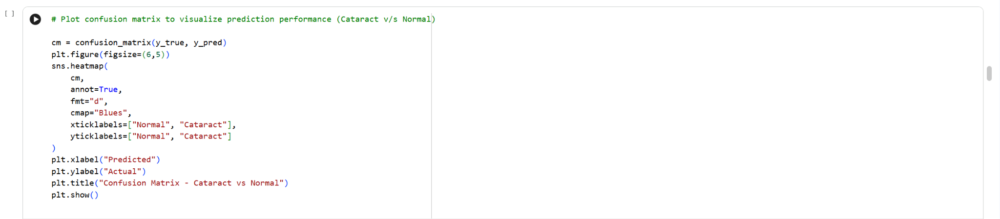 [ ]
# Plot confusion matrix to visualize prediction performance (Cataract v/s Normal)
cm = confusion_matrix(y_true, y_pred)
plt.figure(figsize=(6,5))
sns.heatmap(
    cm,
    annot=True,
    fmt="d",
    cmap="Blues",
    xticklabels=["Normal", "Cataract"],
    yticklabels=["Normal", "Cataract"]
)
plt.xlabel("Predicted")
plt.ylabel("Actual")
plt.title("Confusion Matrix - Cataract vs Normal")
plt.show()